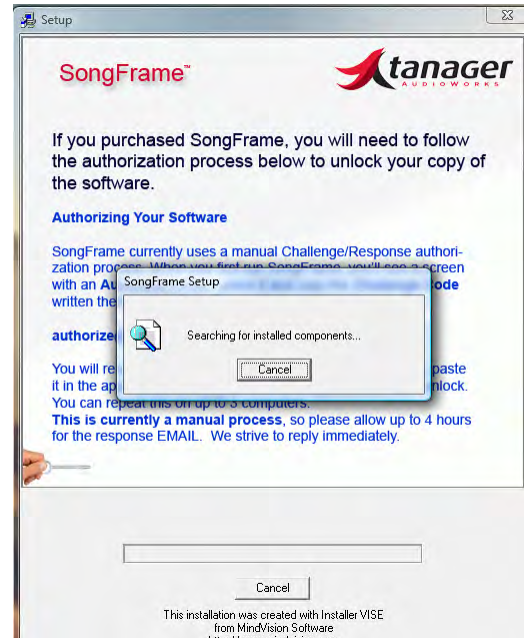 Setup
SongFrame™
tanager
AUDIOWORKS
If you purchased SongFrame, you will need to follow
the authorization process below to unlock your copy of
the software.
Authorizing Your Software
SongFrame currently uses a manual Challenge/Response authori-
zation process. When you first run SongFrame, you'll see a screen
with an Au ode
written the
authorize
You will re paste
it in the ap nlock.
You can repeat this on up to 3 computers.
This is currently a manual process, so please allow up to 4 hours
for the response EMAIL. We strive to reply immediately.
SongFrame Setup
Searching for installed components...
Cancel
Cancel
This installation was created with Installer VISE
from MindVision Software